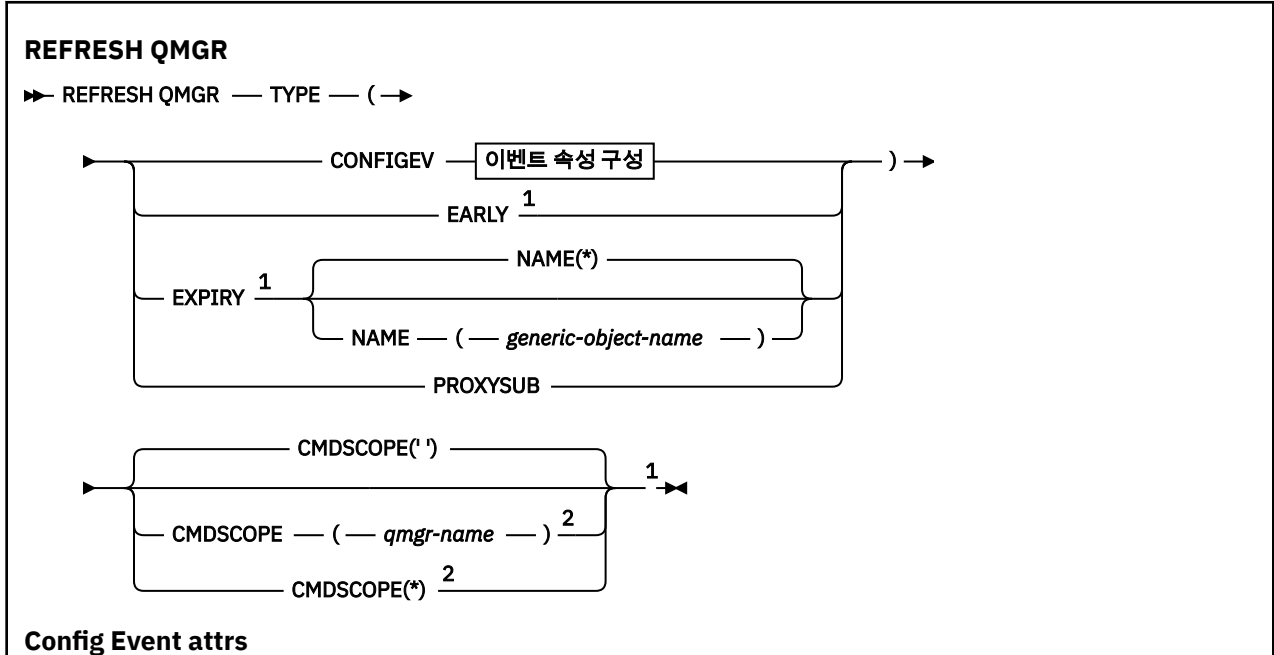 REFRESH QMGR
REFRESH QMGR TYPE (
CONFIGEV 이벤트 속성 구성 )
EARLY 1
NAME(*)
EXPIRY 1
NAME ( generic-object-name )
PROXYSUB
CMDSCOPE(' ')
1
CMDSCOPE ( qmgr-name ) 2
CMDSCOPE(*) 2
Config Event attrs